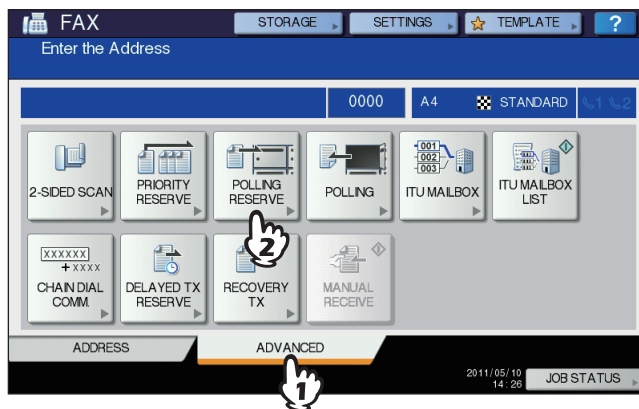 FAX
STORAGE
SETTINGS
TEMPLATE
?
Enter the Address
0000
A4
STANDARD
1
2
2-SIDED SCAN
PRIORITY
RESERVE
POLLING
RESERVE
POLLING
001
002
003
ITU MAILBOX
ITU MAILBOX
LIST
XXXXXX
+ XXXX
CHAIN DIAL
COMM.
DELAYED TX
RESERVE
RECOVERY
TX
MANUAL
RECEIVE
2
ADDRESS
ADVANCED
1
2011/05/10
14:26
JOB STATUS